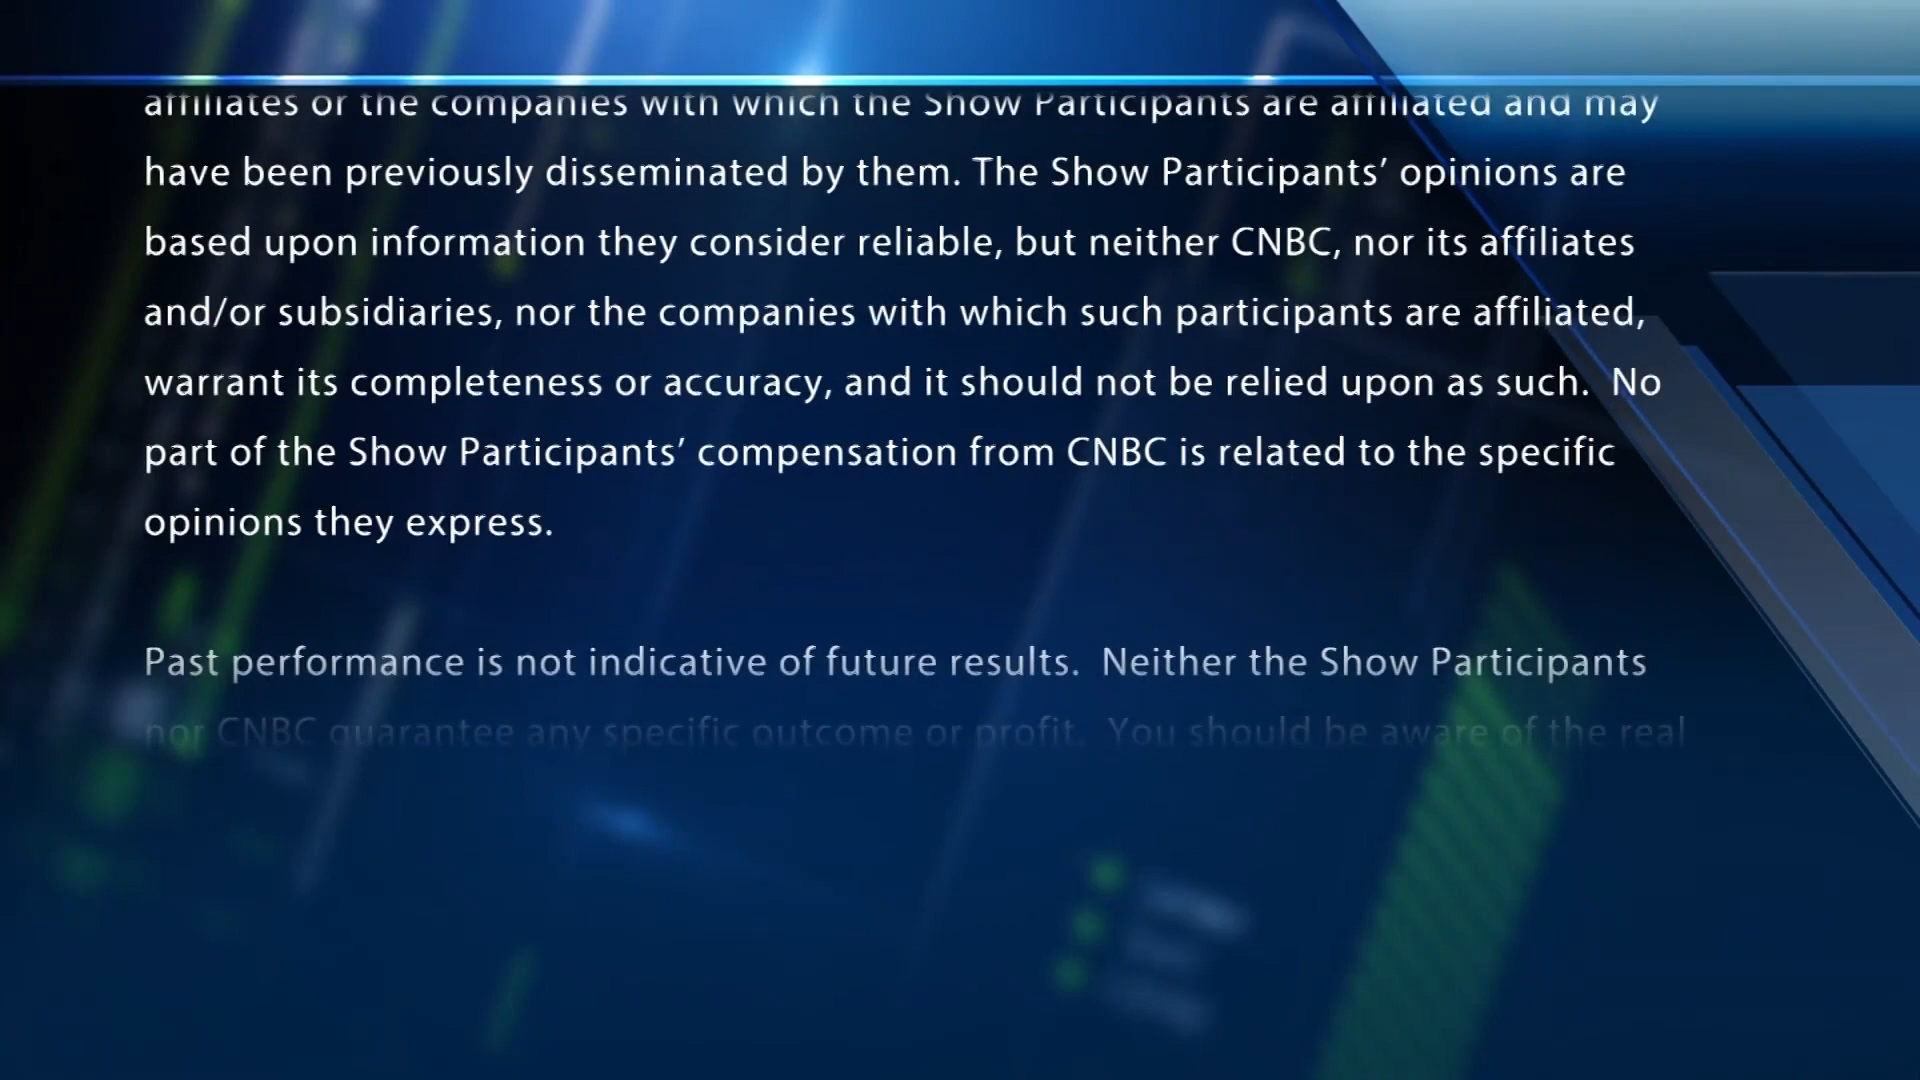 affiliates or the companies with which the Show Participants are affiliated and may
have been previously disseminated by them. The Show Participants’ opinions are
based upon information they consider reliable, but neither CNBC, nor its affiliates
and/or subsidiaries, nor the companies with which such participants are affiliated,
warrant its completeness or accuracy, and it should not be relied upon as such.  No
part of the Show Participants’ compensation from CNBC is related to the specific
opinions they express.
Past performance is not indicative of future results.  Neither the Show Participants
nor CNBC guarantee any specific outcome or profit.  You should be aware of the real